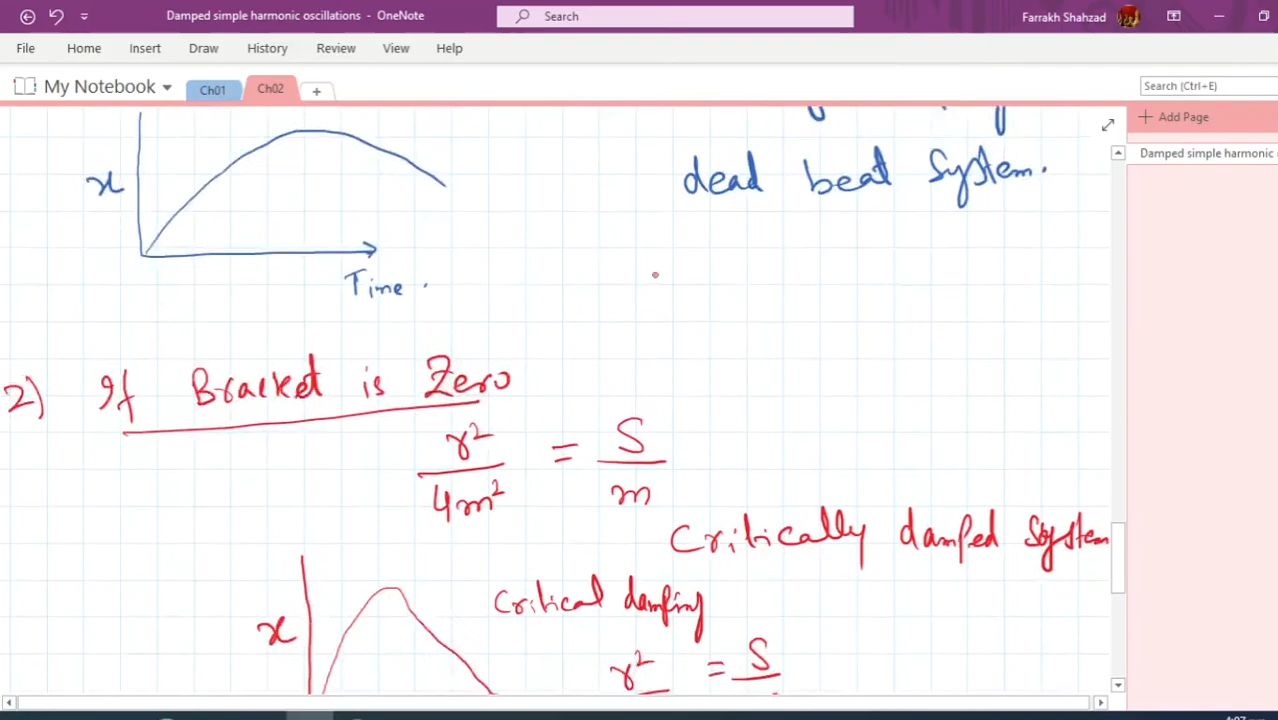 Damped simple harmonic oscillations - OneNote
Search
Farrakh Shahzad
File Home Insert Draw History Review View Help
My Notebook
Ch01
Ch02
Search (Ctrl+E)
Add Page
Damped simple harmonic
dead beat System.
x
Time.
2) If Bracket is Zero
r²/4m² = S/m
Critically damped System
Critical damping
x
r² = S